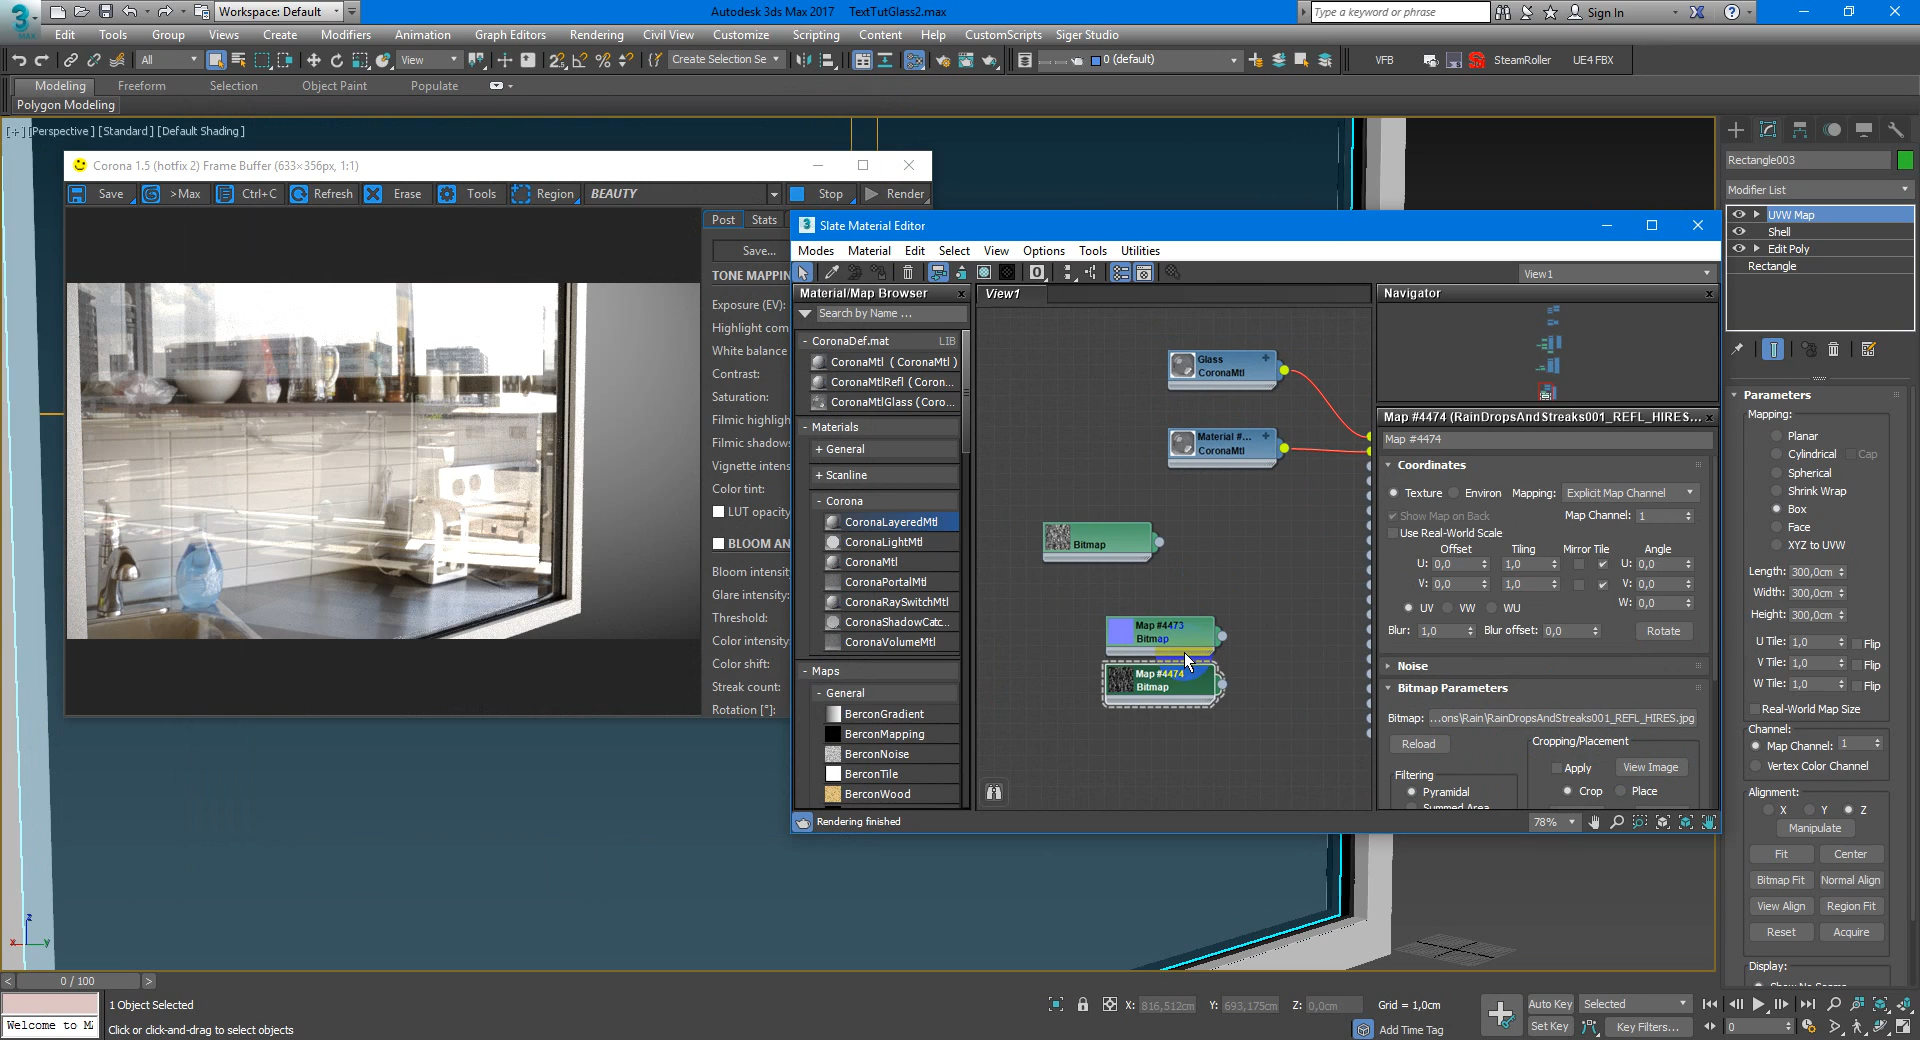 Workspace: Default
Autodesk 3ds Max 2017    TextTutGlass2.max
Type a keyword or phrase
Sign In
MAX
Edit Tools Group Views Create Modifiers Animation Graph Editors Rendering Civil View Customize Scripting Content Help CustomScripts Siger Studio
All
View
Create Selection Se
0 (default)
VFB
SteamRoller
UE4 FBX
Modeling Freeform Selection Object Paint Populate
Polygon Modeling
[+] [Perspective ] [Standard ] [Default Shading ]
Corona 1.5 (hotfix 2) Frame Buffer (633×356px, 1:1)
Save >Max Ctrl+C Refresh Erase Tools Region BEAUTY Stop Render
Post Stats
Save...
TONE MAPPIN
Exposure (EV):
Highlight com
White balance
Contrast:
Saturation:
Filmic highligh
Filmic shadow
Vignette intens
Color tint:
LUT opacity
BLOOM AN
Bloom intensit
Glare intensity:
Threshold:
Color intensity
Color shift:
Streak count:
Rotation [°]:
Slate Material Editor
Modes Material Edit Select View Options Tools Utilities
View1
Material/Map Browser
Search by Name ...
- CoronaDef.mat LIB
CoronaMtl ( CoronaMtl )
CoronaMtlRefl (Coron...
CoronaMtlGlass (Coro...
- Materials
+ General
+ Scanline
- Corona
CoronaLayeredMtl
CoronaLightMtl
CoronaMtl
CoronaPortalMtl
CoronaRaySwitchMtl
CoronaShadowCatc...
CoronaVolumeMtl
- Maps
- General
BerconGradient
BerconMapping
BerconNoise
BerconTile
BerconWood
Rendering finished
View1
Glass
CoronaMtl
Material #...
CoronaMtl
Bitmap
Map #4473
Bitmap
Map #4474
Bitmap
Navigator
Map #4474 (RainDropsAndStreaks001_REFL_HIRES...
Map #4474
Coordinates
Texture Environ Mapping: Explicit Map Channel
Show Map on Back Map Channel: 1
Use Real-World Scale
Offset Tiling Mirror Tile Angle
U: 0,0 1,0 U: 0,0
V: 0,0 1,0 V: 0,0
UV VW WU W: 0,0
Blur: 1,0 Blur offset: 0,0 Rotate
Noise
Bitmap Parameters
Bitmap: ...ons\Rain\RainDropsAndStreaks001_REFL_HIRES.jpg
Reload
Cropping/Placement
Apply View Image
Crop Place
Filtering
Pyramidal
Summed Area
78%
Rectangle003
Modifier List
UVW Map
Shell
Edit Poly
Rectangle
Parameters
Mapping:
Planar
Cylindrical Cap
Spherical
Shrink Wrap
Box
Face
XYZ to UVW
Length: 300,0cm
Width: 300,0cm
Height: 300,0cm
U Tile: 1,0 Flip
V Tile: 1,0 Flip
W Tile: 1,0 Flip
Real-World Map Size
Channel:
Map Channel: 1
Vertex Color Channel
Alignment:
X Y Z
Manipulate
Fit Center
Bitmap Fit Normal Align
View Align Region Fit
Reset Acquire
Display:
z
x y
< 0 / 100 >
Welcome to M
1 Object Selected
Click or click-and-drag to select objects
X: 816,512cm Y: 693,175cm Z: 0,0cm Grid = 1,0cm
Add Time Tag
Auto Key Selected
Set Key Key Filters...
0